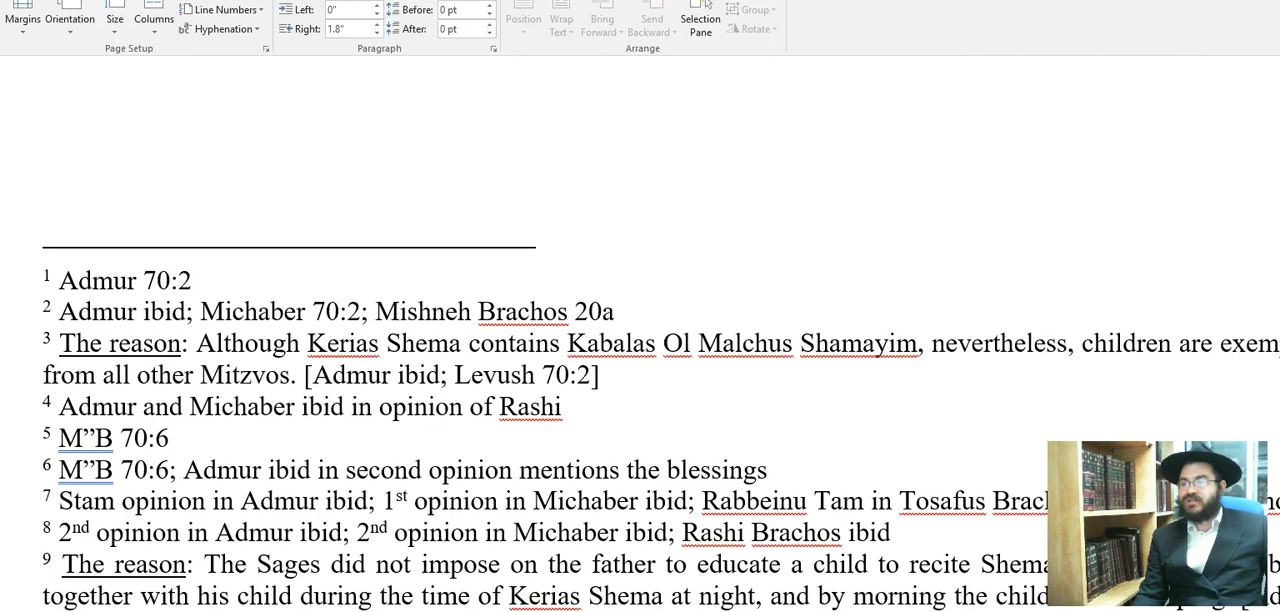 Margins Orientation Size Columns Line Numbers Hyphenation Left: 0" Right: 1.8" Before: 0 pt After: 0 pt Position Wrap Text Bring Forward Send Backward Selection Pane Group Rotate
Page Setup Paragraph Arrange
1 Admur 70:2
2 Admur ibid; Michaber 70:2; Mishneh Brachos 20a
3 The reason: Although Kerias Shema contains Kabalas Ol Malchus Shamayim, nevertheless, children are
from all other Mitzvos. [Admur ibid; Levush 70:2]
4 Admur and Michaber ibid in opinion of Rashi
5 M”B 70:6
6 M”B 70:6; Admur ibid in second opinion mentions the blessings
7 Stam opinion in Admur ibid; 1st opinion in Michaber ibid; Rabbeinu Tam in Tosafus
8 2nd opinion in Admur ibid; 2nd opinion in Michaber ibid; Rashi Brachos ibid
9 The reason: The Sages did not impose on the father to educate a child to recite
together with his child during the time of Kerias Shema at night, and by morning the child